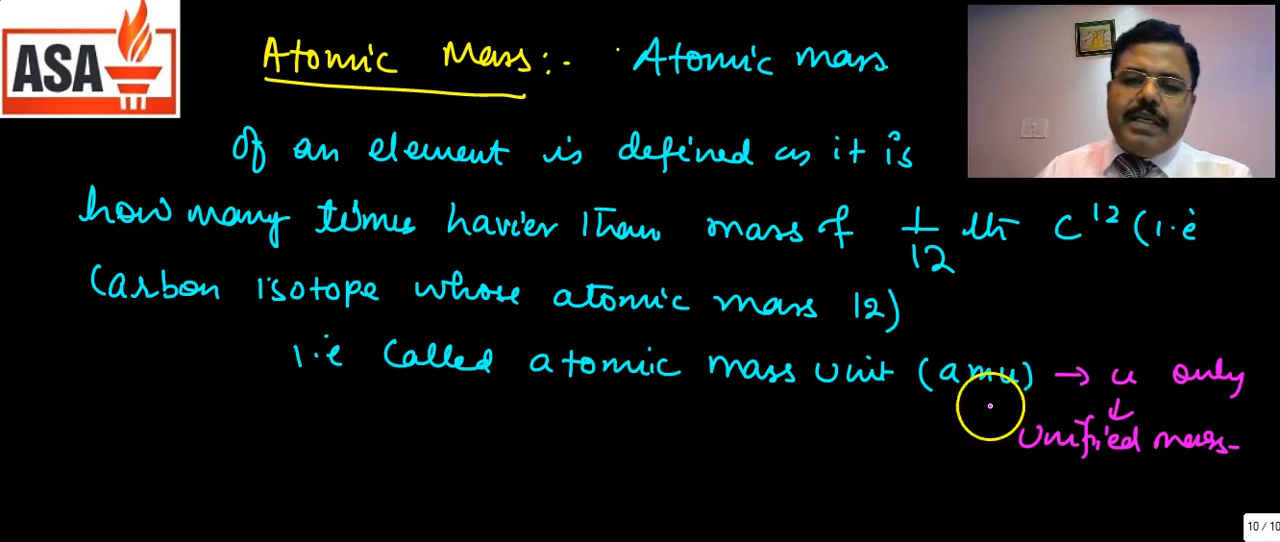 ASA
Atomic Mass:- Atomic mass
of an element is defined as it is
how many times havier than mass of 1/12 th C¹² (i.e
Carbon isotope whose atomic mass 12)
i.e Called atomic mass unit (amu) → u only
↓
Unified mass-
10 / 10